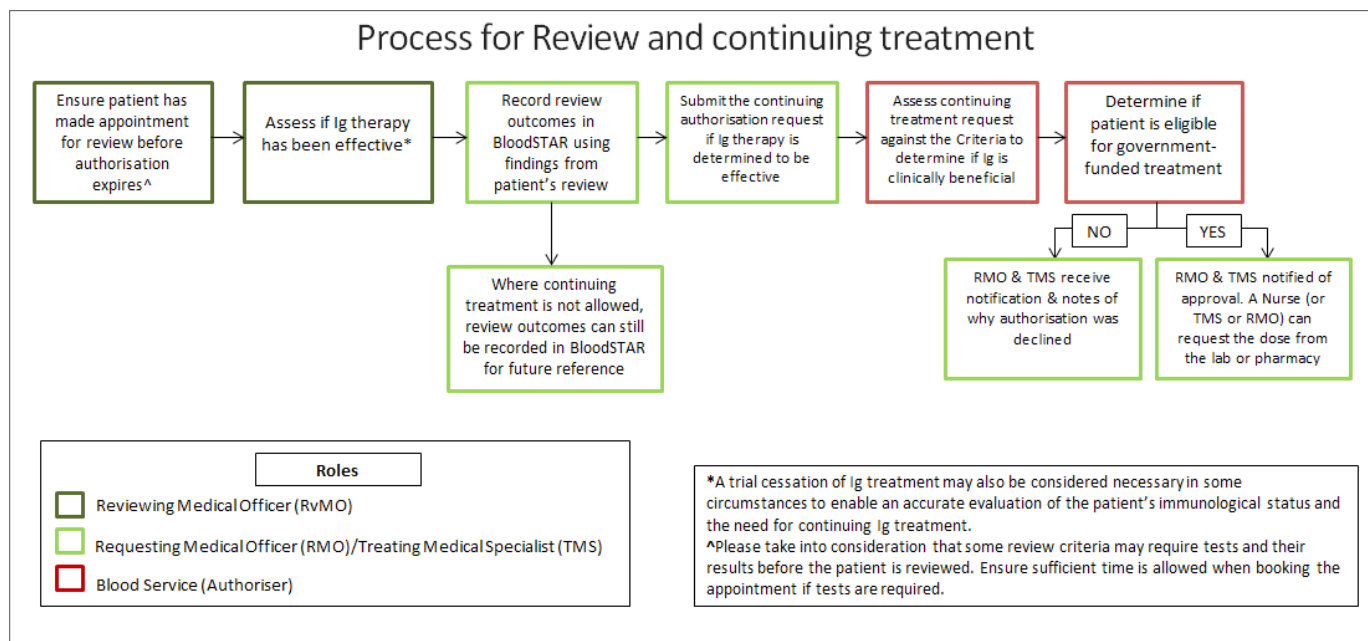 Process for Review and continuing treatment
Ensure patient has
made appointment
for review before
authorisation
expires^
Assess if Ig therapy
has been effective*
Record review
outcomes in
BloodSTAR using
findings from
patient's review
Submit the continuing
authorisation request
if Ig therapy is
determined to be
effective
Assess continuing
treatment request
against the Criteria to
determine if Ig is
clinically beneficial
Determine if
patient is eligible
for government-
funded treatment
NO
YES
Where continuing
treatment is not allowed,
review outcomes can still
be recorded in BloodSTAR
for future reference
RMO & TMS receive
notification & notes of
why authorisation was
declined
RMO & TMS notified of
approval. A Nurse (or
TMS or RMO) can
request the dose from
the lab or pharmacy
Roles
Reviewing Medical Officer (RvMO)
Requesting Medical Officer (RMO)/Treating Medical Specialist (TMS)
Blood Service (Authoriser)
*A trial cessation of Ig treatment may also be considered necessary in some
circumstances to enable an accurate evaluation of the patient's immunological status and
the need for continuing Ig treatment.
^Please take into consideration that some review criteria may require tests and their
results before the patient is reviewed. Ensure sufficient time is allowed when booking the
appointment if tests are required.